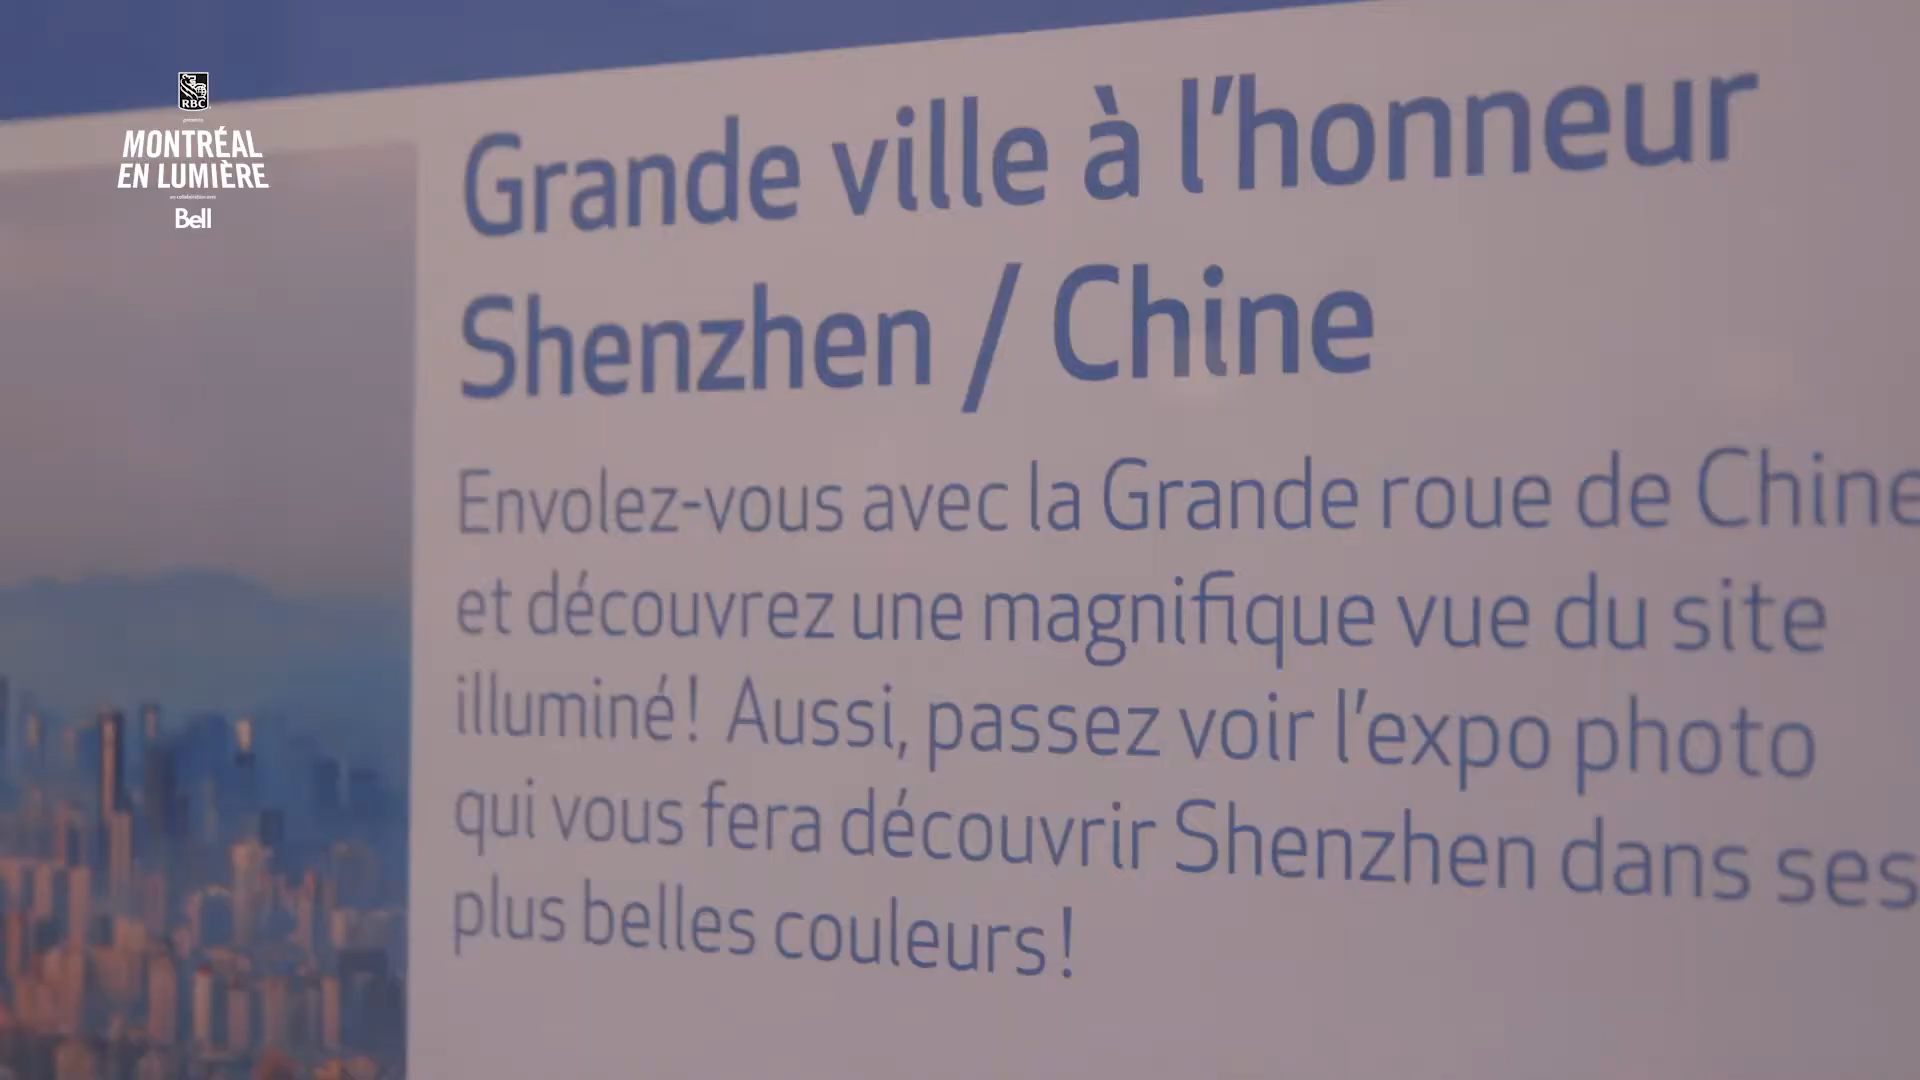 RBC
MONTRÉAL
EN LUMIÈRE
Bell
Grande ville à l'honneur
Shenzhen / Chine
Envolez-vous avec la Grande roue de Chine
et découvrez une magnifique vue du site
illuminé! Aussi, passez voir l'expo photo
qui vous fera découvrir Shenzhen dans ses
plus belles couleurs!